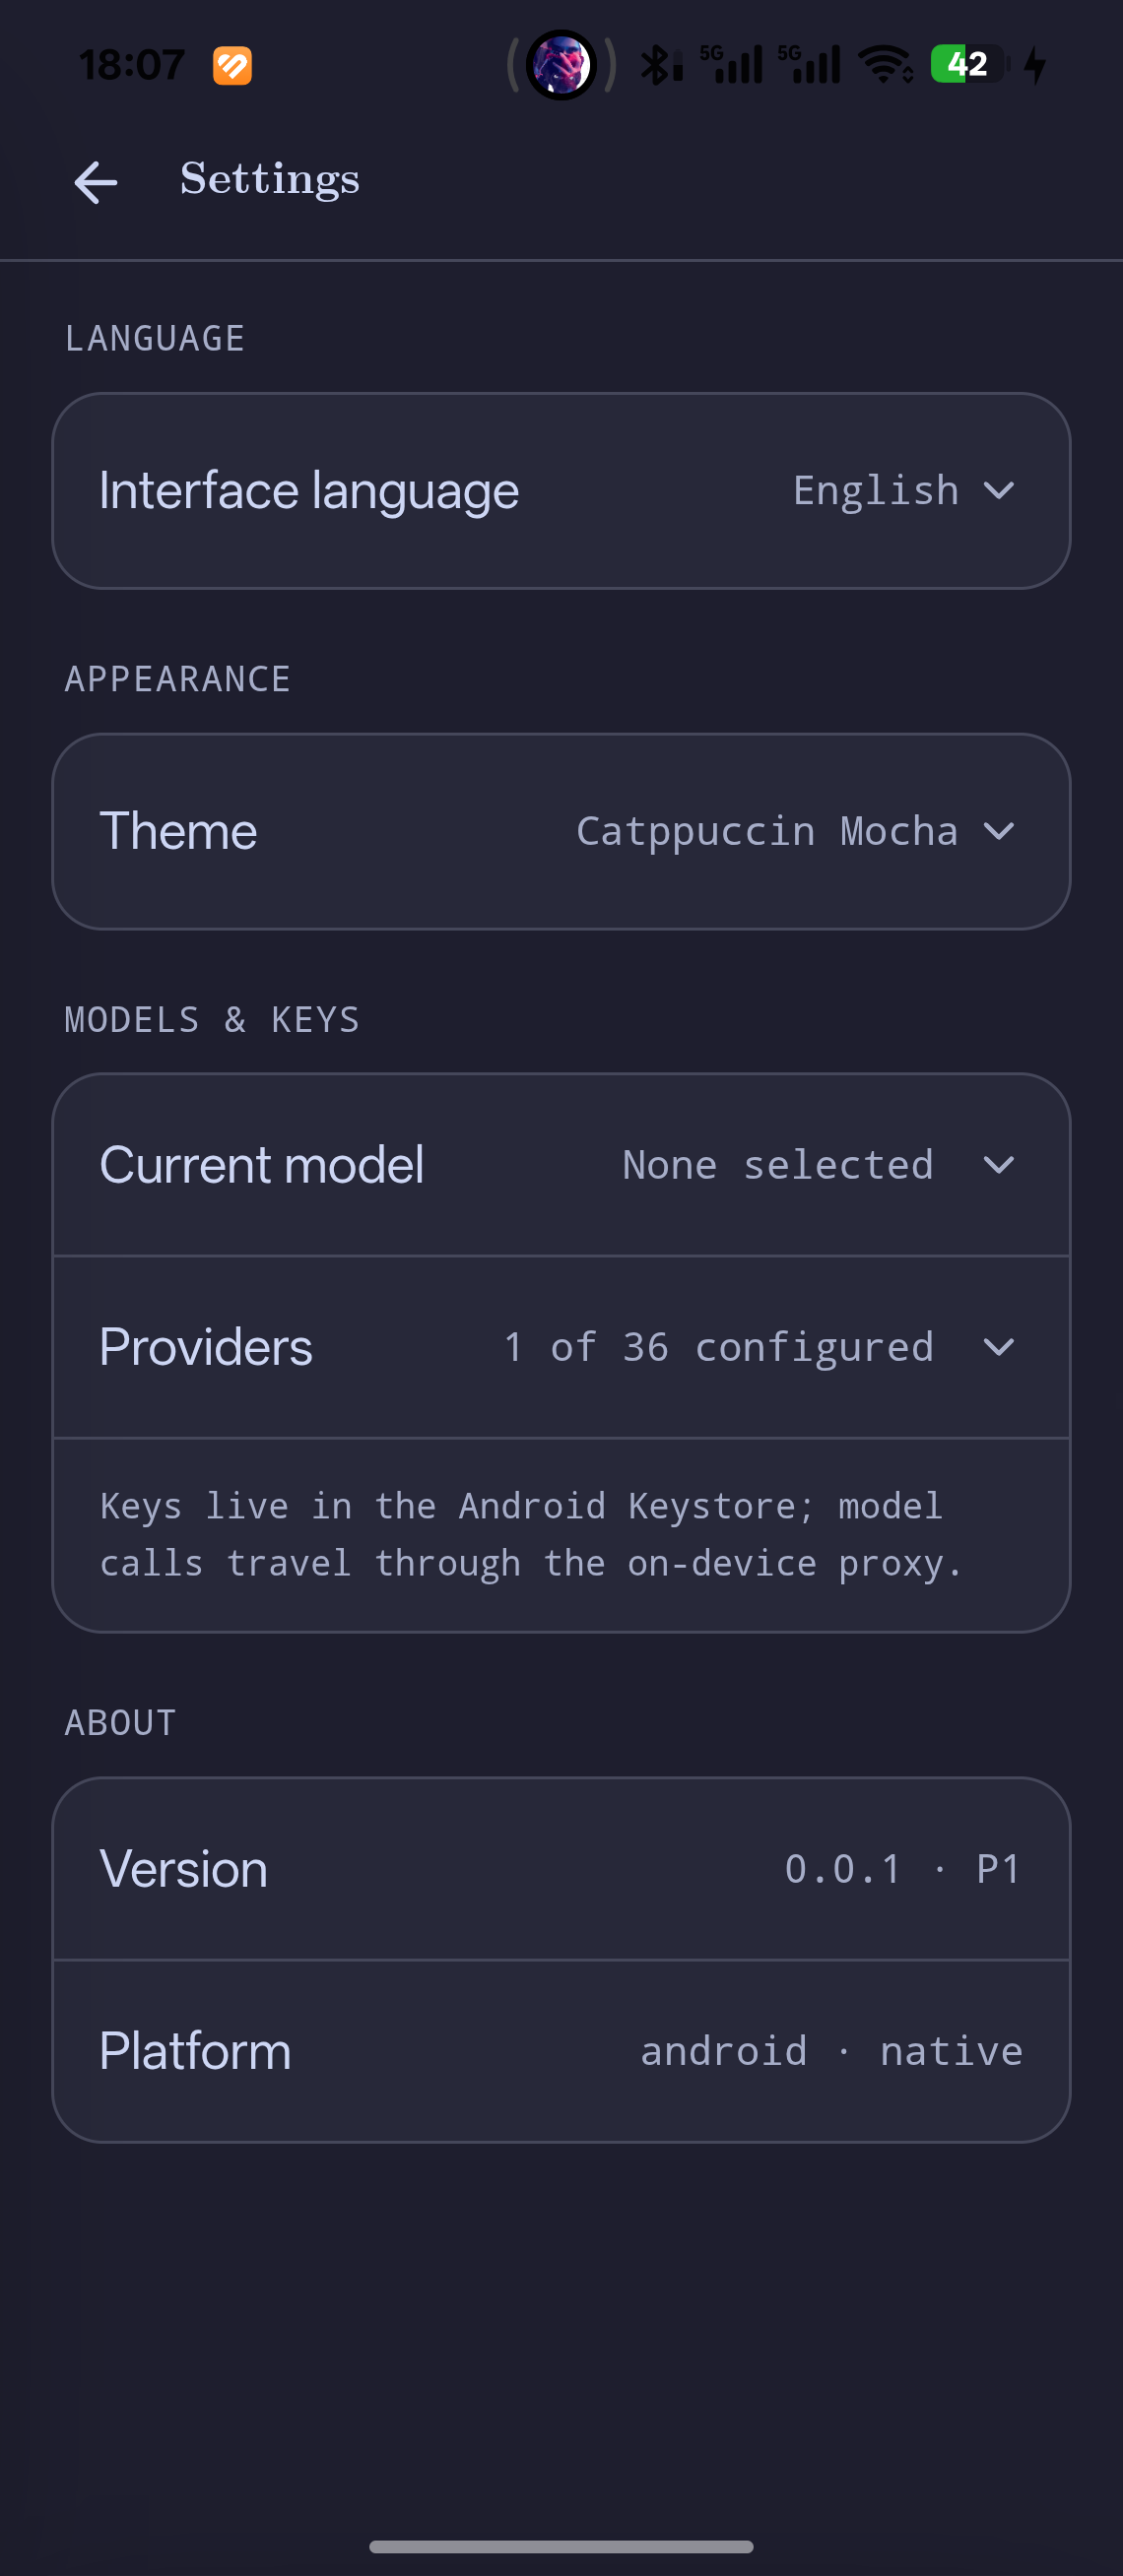 18:07
5G 5G 42
Settings
LANGUAGE
Interface language English
APPEARANCE
Theme Catppuccin Mocha
MODELS & KEYS
Current model None selected
Providers 1 of 36 configured
Keys live in the Android Keystore; model
calls travel through the on-device proxy.
ABOUT
Version 0.0.1 · P1
Platform android · native